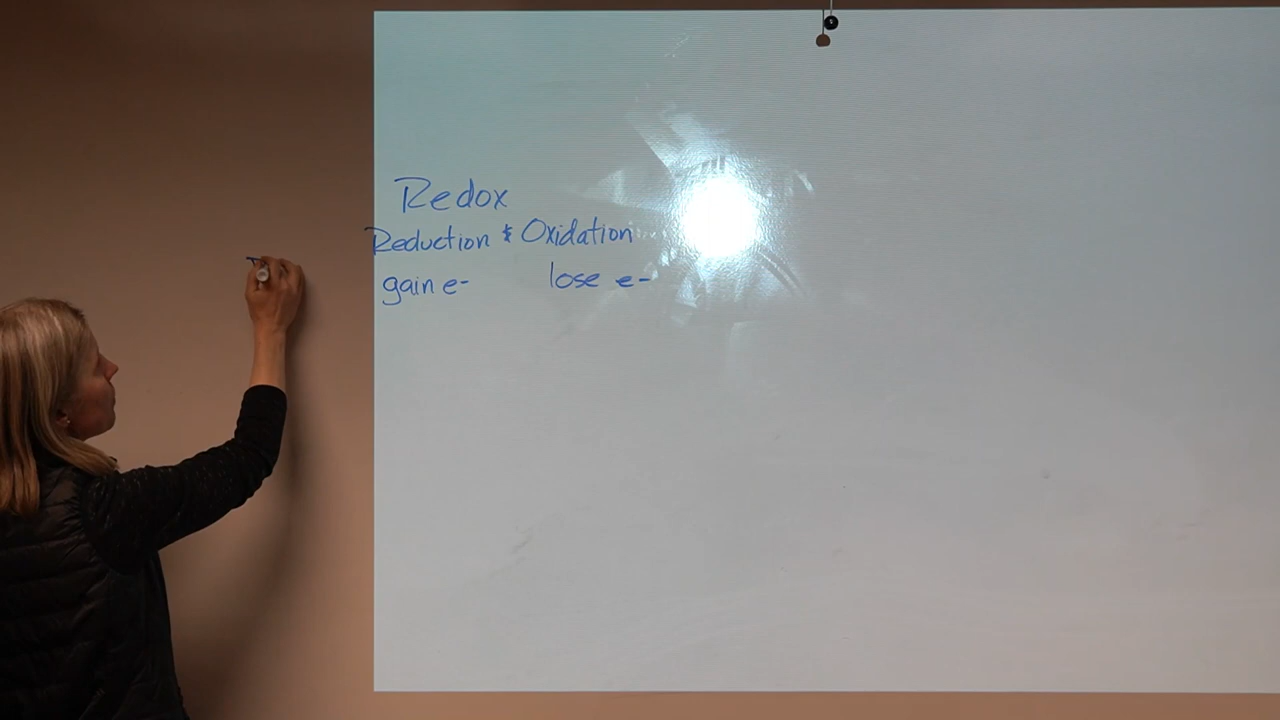 Redox
Reduction & Oxidation
gain e- lose e-